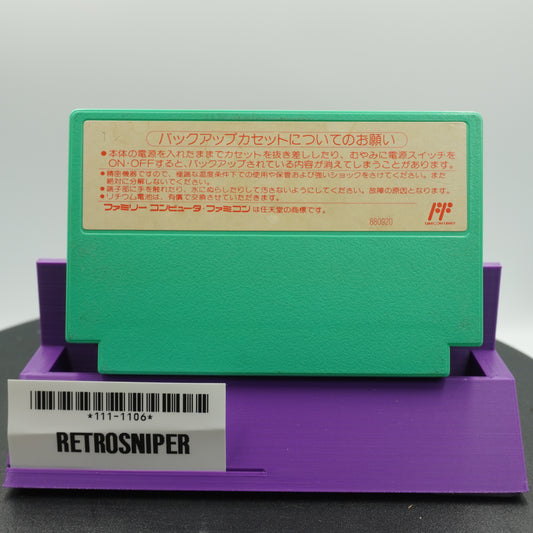 1
バックアップカセットについてのお願い
●本体の電源を入れたままでカセットを抜き差ししたり、むやみに電源スイッチを
ON・OFFすると、バックアップされている内容が消えてしまうことがあります。
●精密機器ですので、極端な温度条件下での使用や保管および強いショックをさけてください。また
絶対に分解しないでください。
●端子部に手を触れたり、水にぬらしたりして汚さないようにしてください。故障の原因となります。
●リチウム電池は、有償で交換させていただきます。
ファミリーコンピュータ・ファミコンは任天堂の商標です。
880920
*111-1106*
RETROSNIPER